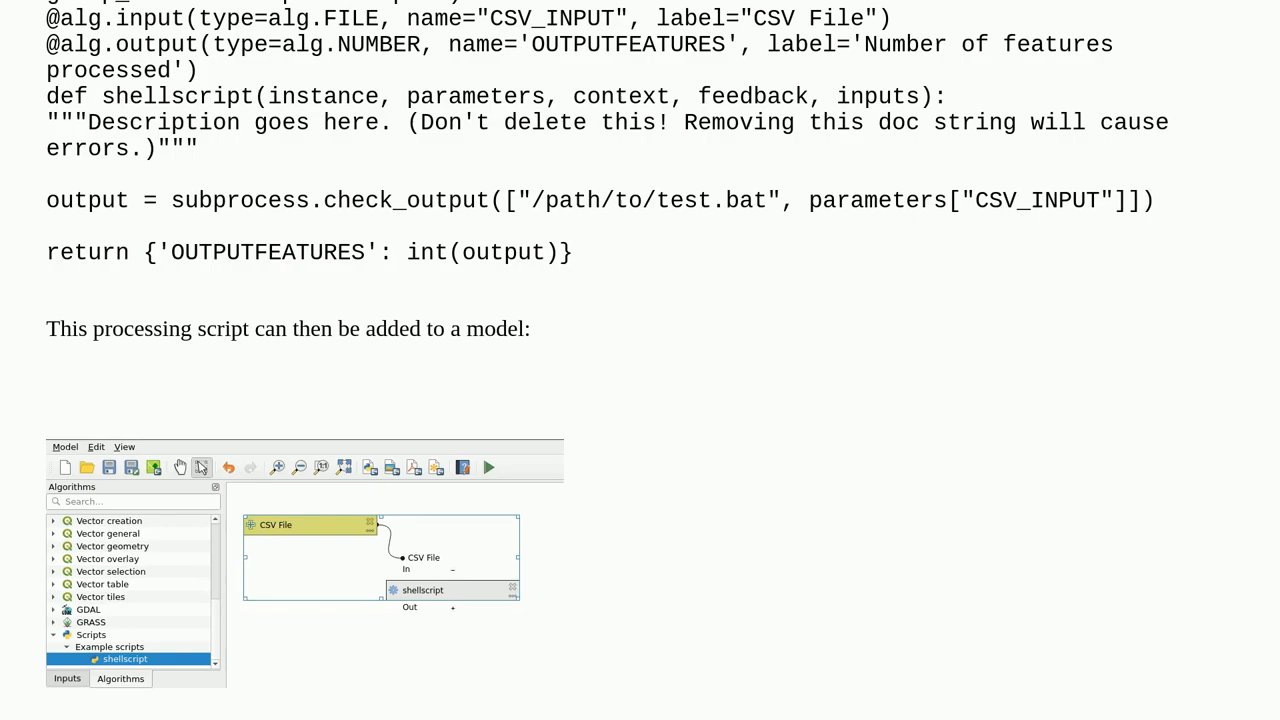 @alg.input(type=alg.FILE, name="CSV_INPUT", label="CSV File")
@alg.output(type=alg.NUMBER, name='OUTPUTFEATURES', label='Number of features
processed')
def shellscript(instance, parameters, context, feedback, inputs):
"""Description goes here. (Don't delete this! Removing this doc string will cause
errors.)"""
output = subprocess.check_output(["/path/to/test.bat", parameters["CSV_INPUT"]])
return {'OUTPUTFEATURES': int(output)}
This processing script can then be added to a model:
Model Edit View
Algorithms
Search...
Vector creation
Vector general
Vector geometry
Vector overlay
Vector selection
Vector table
Vector tiles
GDAL
GRASS
Scripts
Example scripts
shellscript
Inputs Algorithms
CSV File
CSV File
In
shellscript
Out